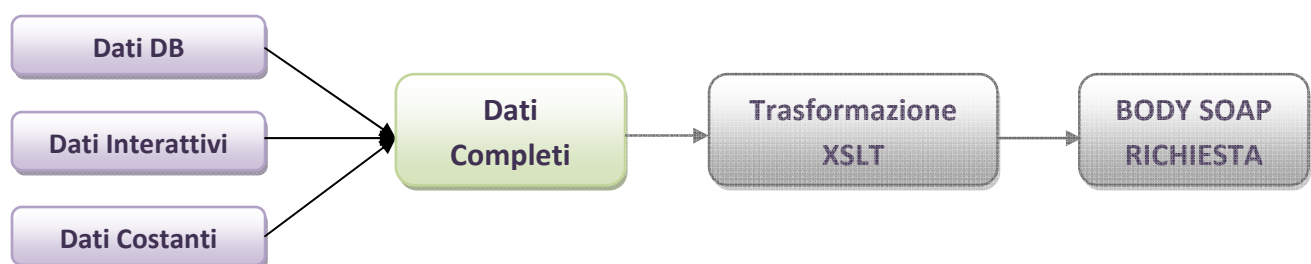 Dati DB
Dati Interattivi
Dati Costanti
Dati
Completi
Trasformazione
XSLT
BODY SOAP
RICHIESTA